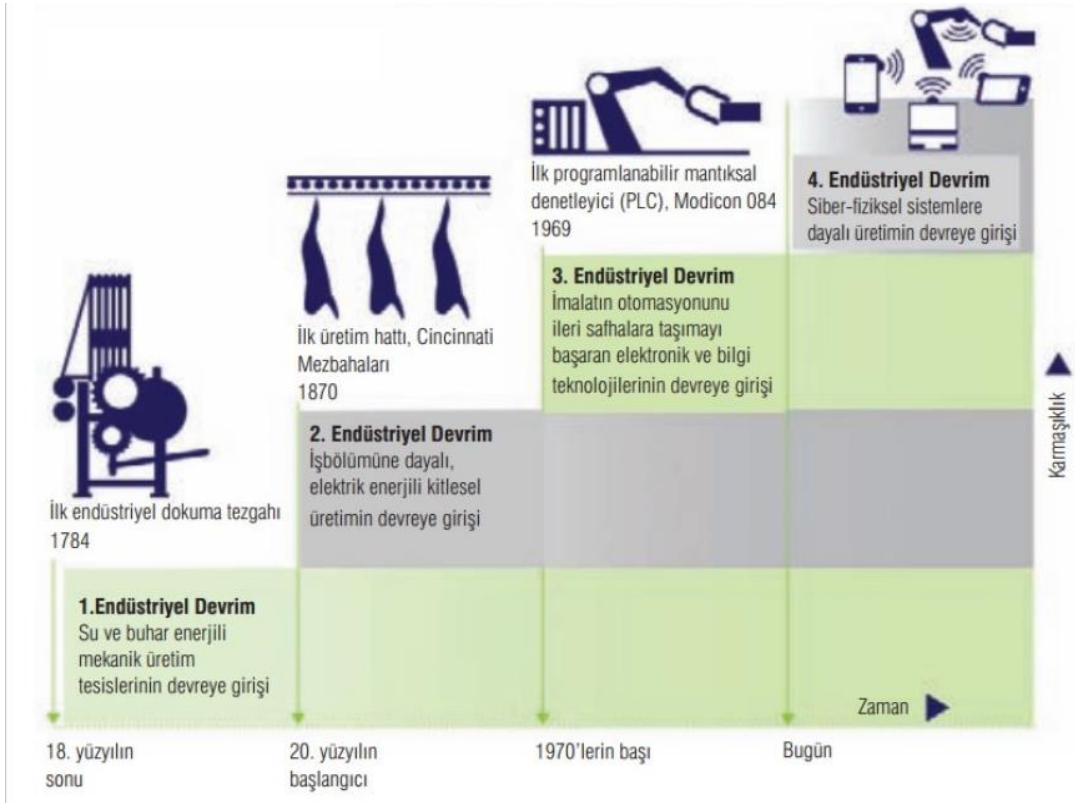 İlk endüstriyel dokuma tezgahı
1784
1.Endüstriyel Devrim
Su ve buhar enerjili
mekanik üretim
tesislerinin devreye girişi
İlk üretim hattı, Cincinnati
Mezbahaları
1870
2. Endüstriyel Devrim
İşbölümüne dayalı,
elektrik enerjili kitlesel
üretimin devreye girişi
İlk programlanabilir mantıksal
denetleyici (PLC), Modicon 084
1969
3. Endüstriyel Devrim
İmalatın otomasyonunu
ileri safhalara taşımayı
başaran elektronik ve bilgi
teknolojilerinin devreye girişi
4. Endüstriyel Devrim
Siber-fiziksel sistemlere
dayalı üretimin devreye girişi
Karmaşıklık
Zaman
18. yüzyılın
sonu
20. yüzyılın
başlangıcı
1970'lerin başı
Bugün